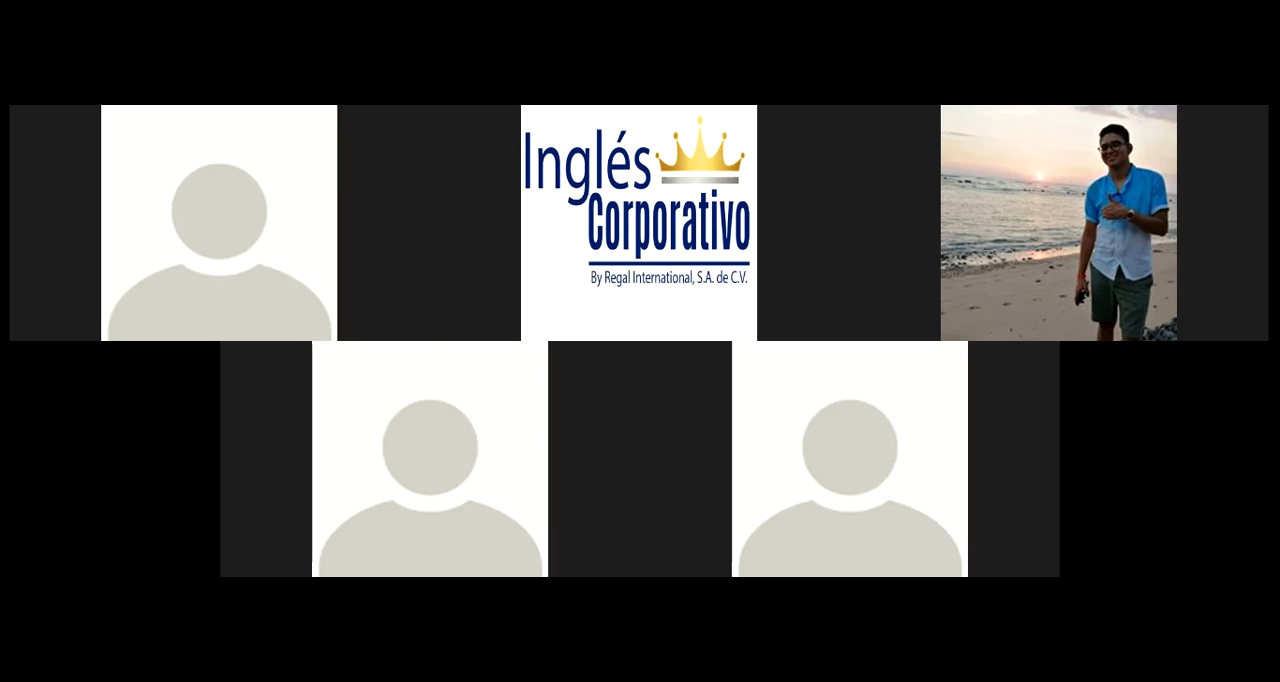 Inglés
Corporativo
By Regal International, S.A. de C.V.